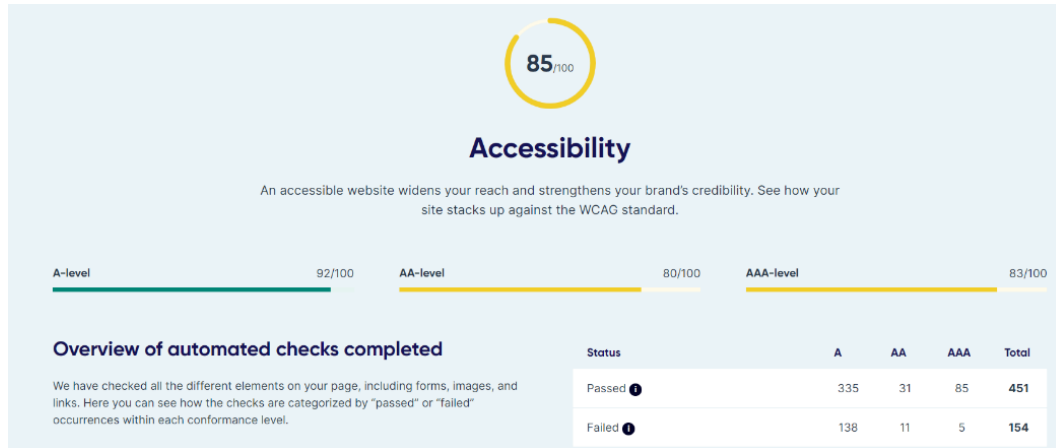 85/100
Accessibility
An accessible website widens your reach and strengthens your brand's credibility. See how your
site stacks up against the WCAG standard.
A-level 92/100 AA-level 80/100 AAA-level 83/100
Overview of automated checks completed
We have checked all the different elements on your page, including forms, images, and
links. Here you can see how the checks are categorized by "passed" or "failed"
occurrences within each conformance level.
Status A AA AAA Total
Passed i 335 31 85 451
Failed i 138 11 5 154